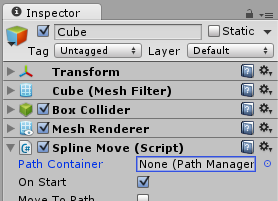 Inspector
Cube Static
Tag Untagged Layer Default
Transform
Cube (Mesh Filter)
Box Collider
Mesh Renderer
Spline Move (Script)
Path Container None (Path Manager
On Start
Move To Path